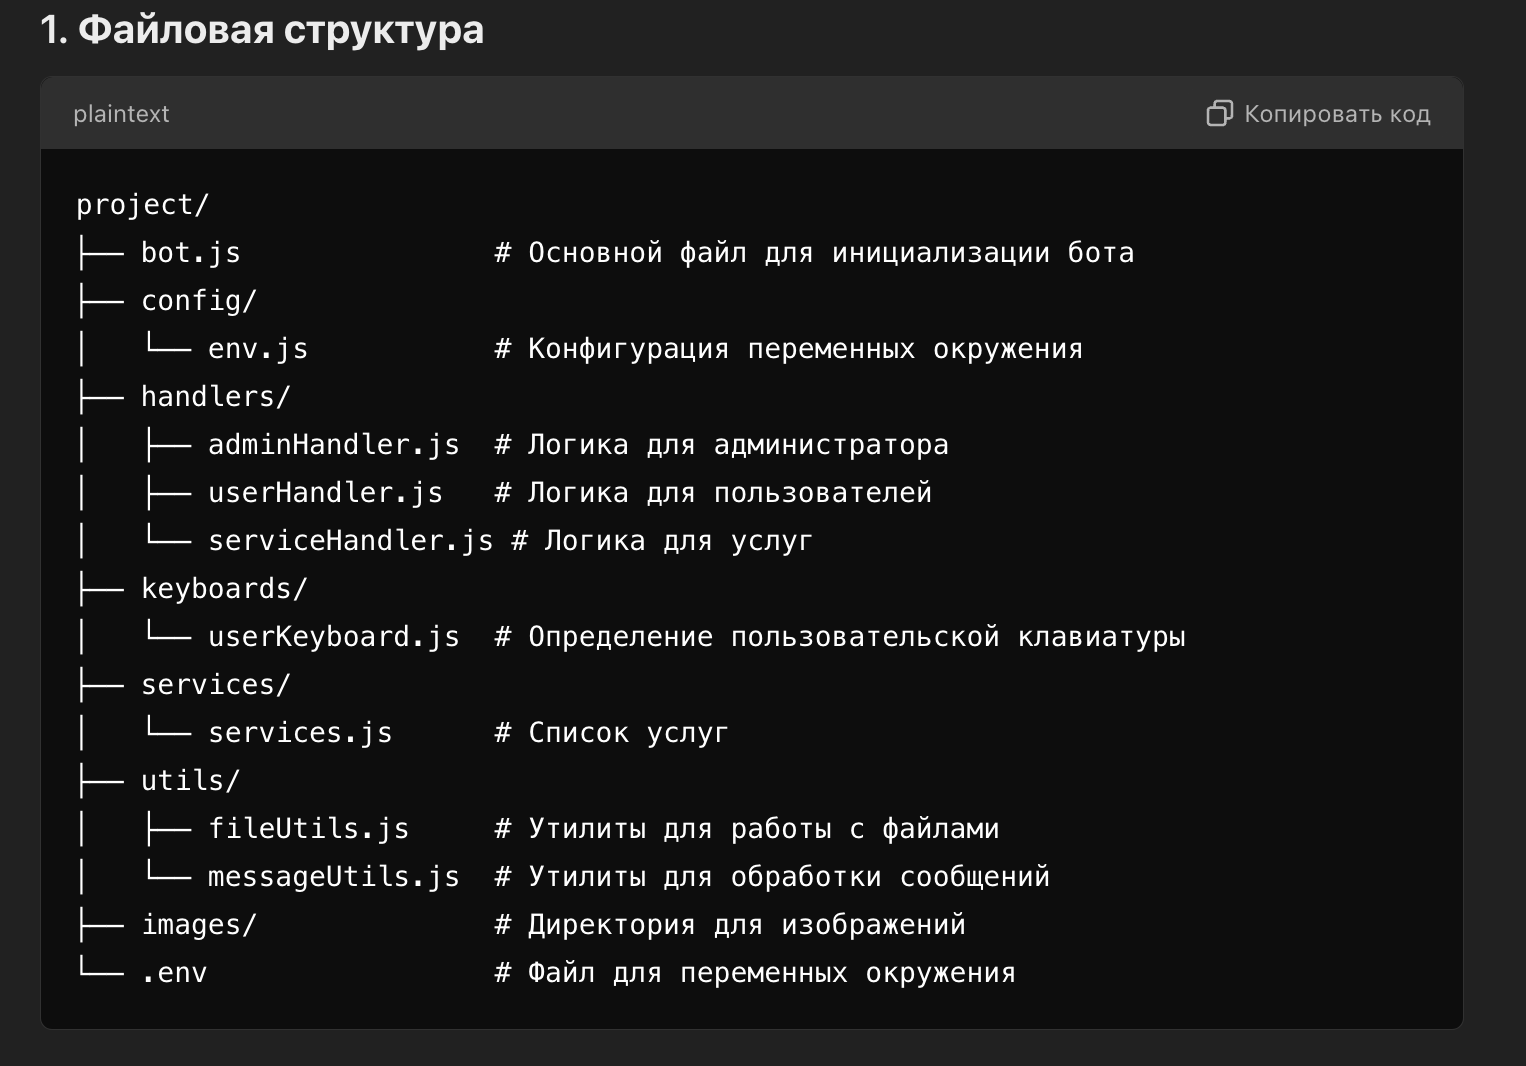 1. Файловая структура
plaintext Копировать код
project/
├── bot.js                    # Основной файл для инициализации бота
├── config/
│   └── env.js           # Конфигурация переменных окружения
├── handlers/
│   ├── adminHandler.js  # Логика для администратора
│   ├── userHandler.js   # Логика для пользователей
│   └── serviceHandler.js # Логика для услуг
├── keyboards/
│   └── userKeyboard.js  # Определение пользовательской клавиатуры
├── services/
│   └── services.js      # Список услуг
├── utils/
│   ├── fileUtils.js     # Утилиты для работы с файлами
│   └── messageUtils.js  # Утилиты для обработки сообщений
├── images/              # Директория для изображений
└── .env                 # Файл для переменных окружения